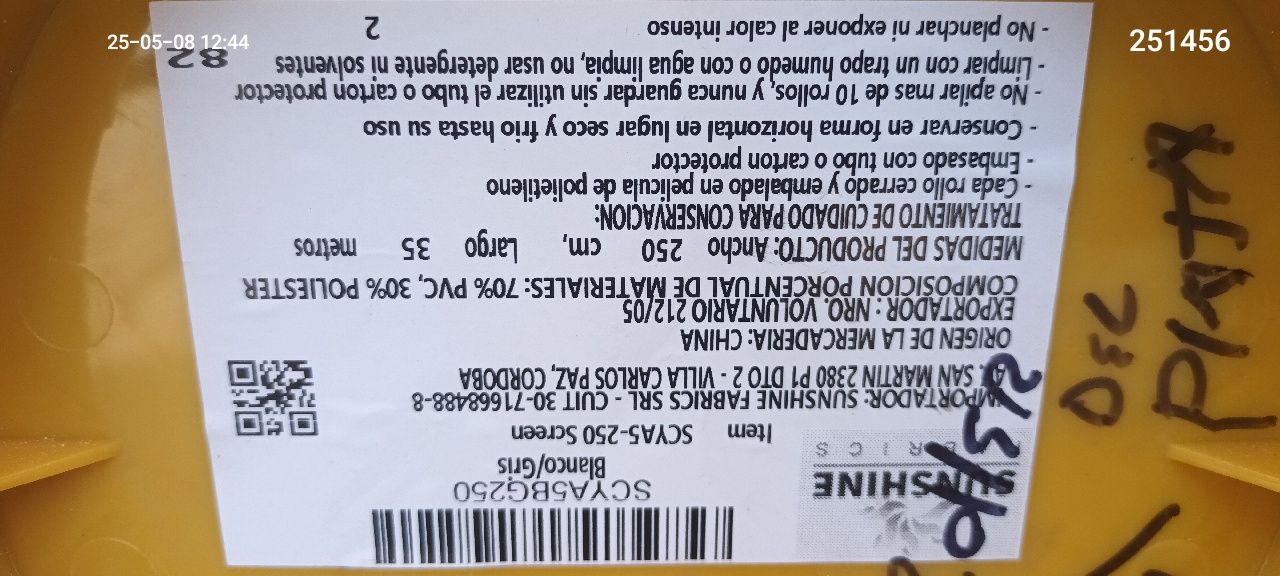 25-05-08 12:44
251456
SUNSHINE
F A B R I C S
SCYA5BG250
Blanco/Gris
Item SCYA5-250 Screen
IMPORTADOR: SUNSHINE FABRICS SRL - CUIT 30-71668488-8
AV. SAN MARTIN 2380 P1 DTO 2 - VILLA CARLOS PAZ, CORDOBA
ORIGEN DE LA MERCADERIA: CHINA
EXPORTADOR : NRO. VOLUNTARIO 212/05
COMPOSICION PORCENTUAL DE MATERIALES: 70% PVC, 30% POLIESTER
MEDIDAS DEL PRODUCTO: Ancho 250 cm, Largo 35 metros
TRATAMIENTO DE CUIDADO PARA CONSERVACION:
- Cada rollo cerrado y embalado en pelicula de polietileno
- Embasado con tubo o carton protector
- Conservar en forma horizontal en lugar seco y frio hasta su uso
- No apilar mas de 10 rollos, y nunca guardar sin utilizar el tubo o carton protector
- Limpiar con un trapo humedo o con agua limpia, no usar detergente ni solventes
- No planchar ni exponer al calor intenso
2
82
PLATA